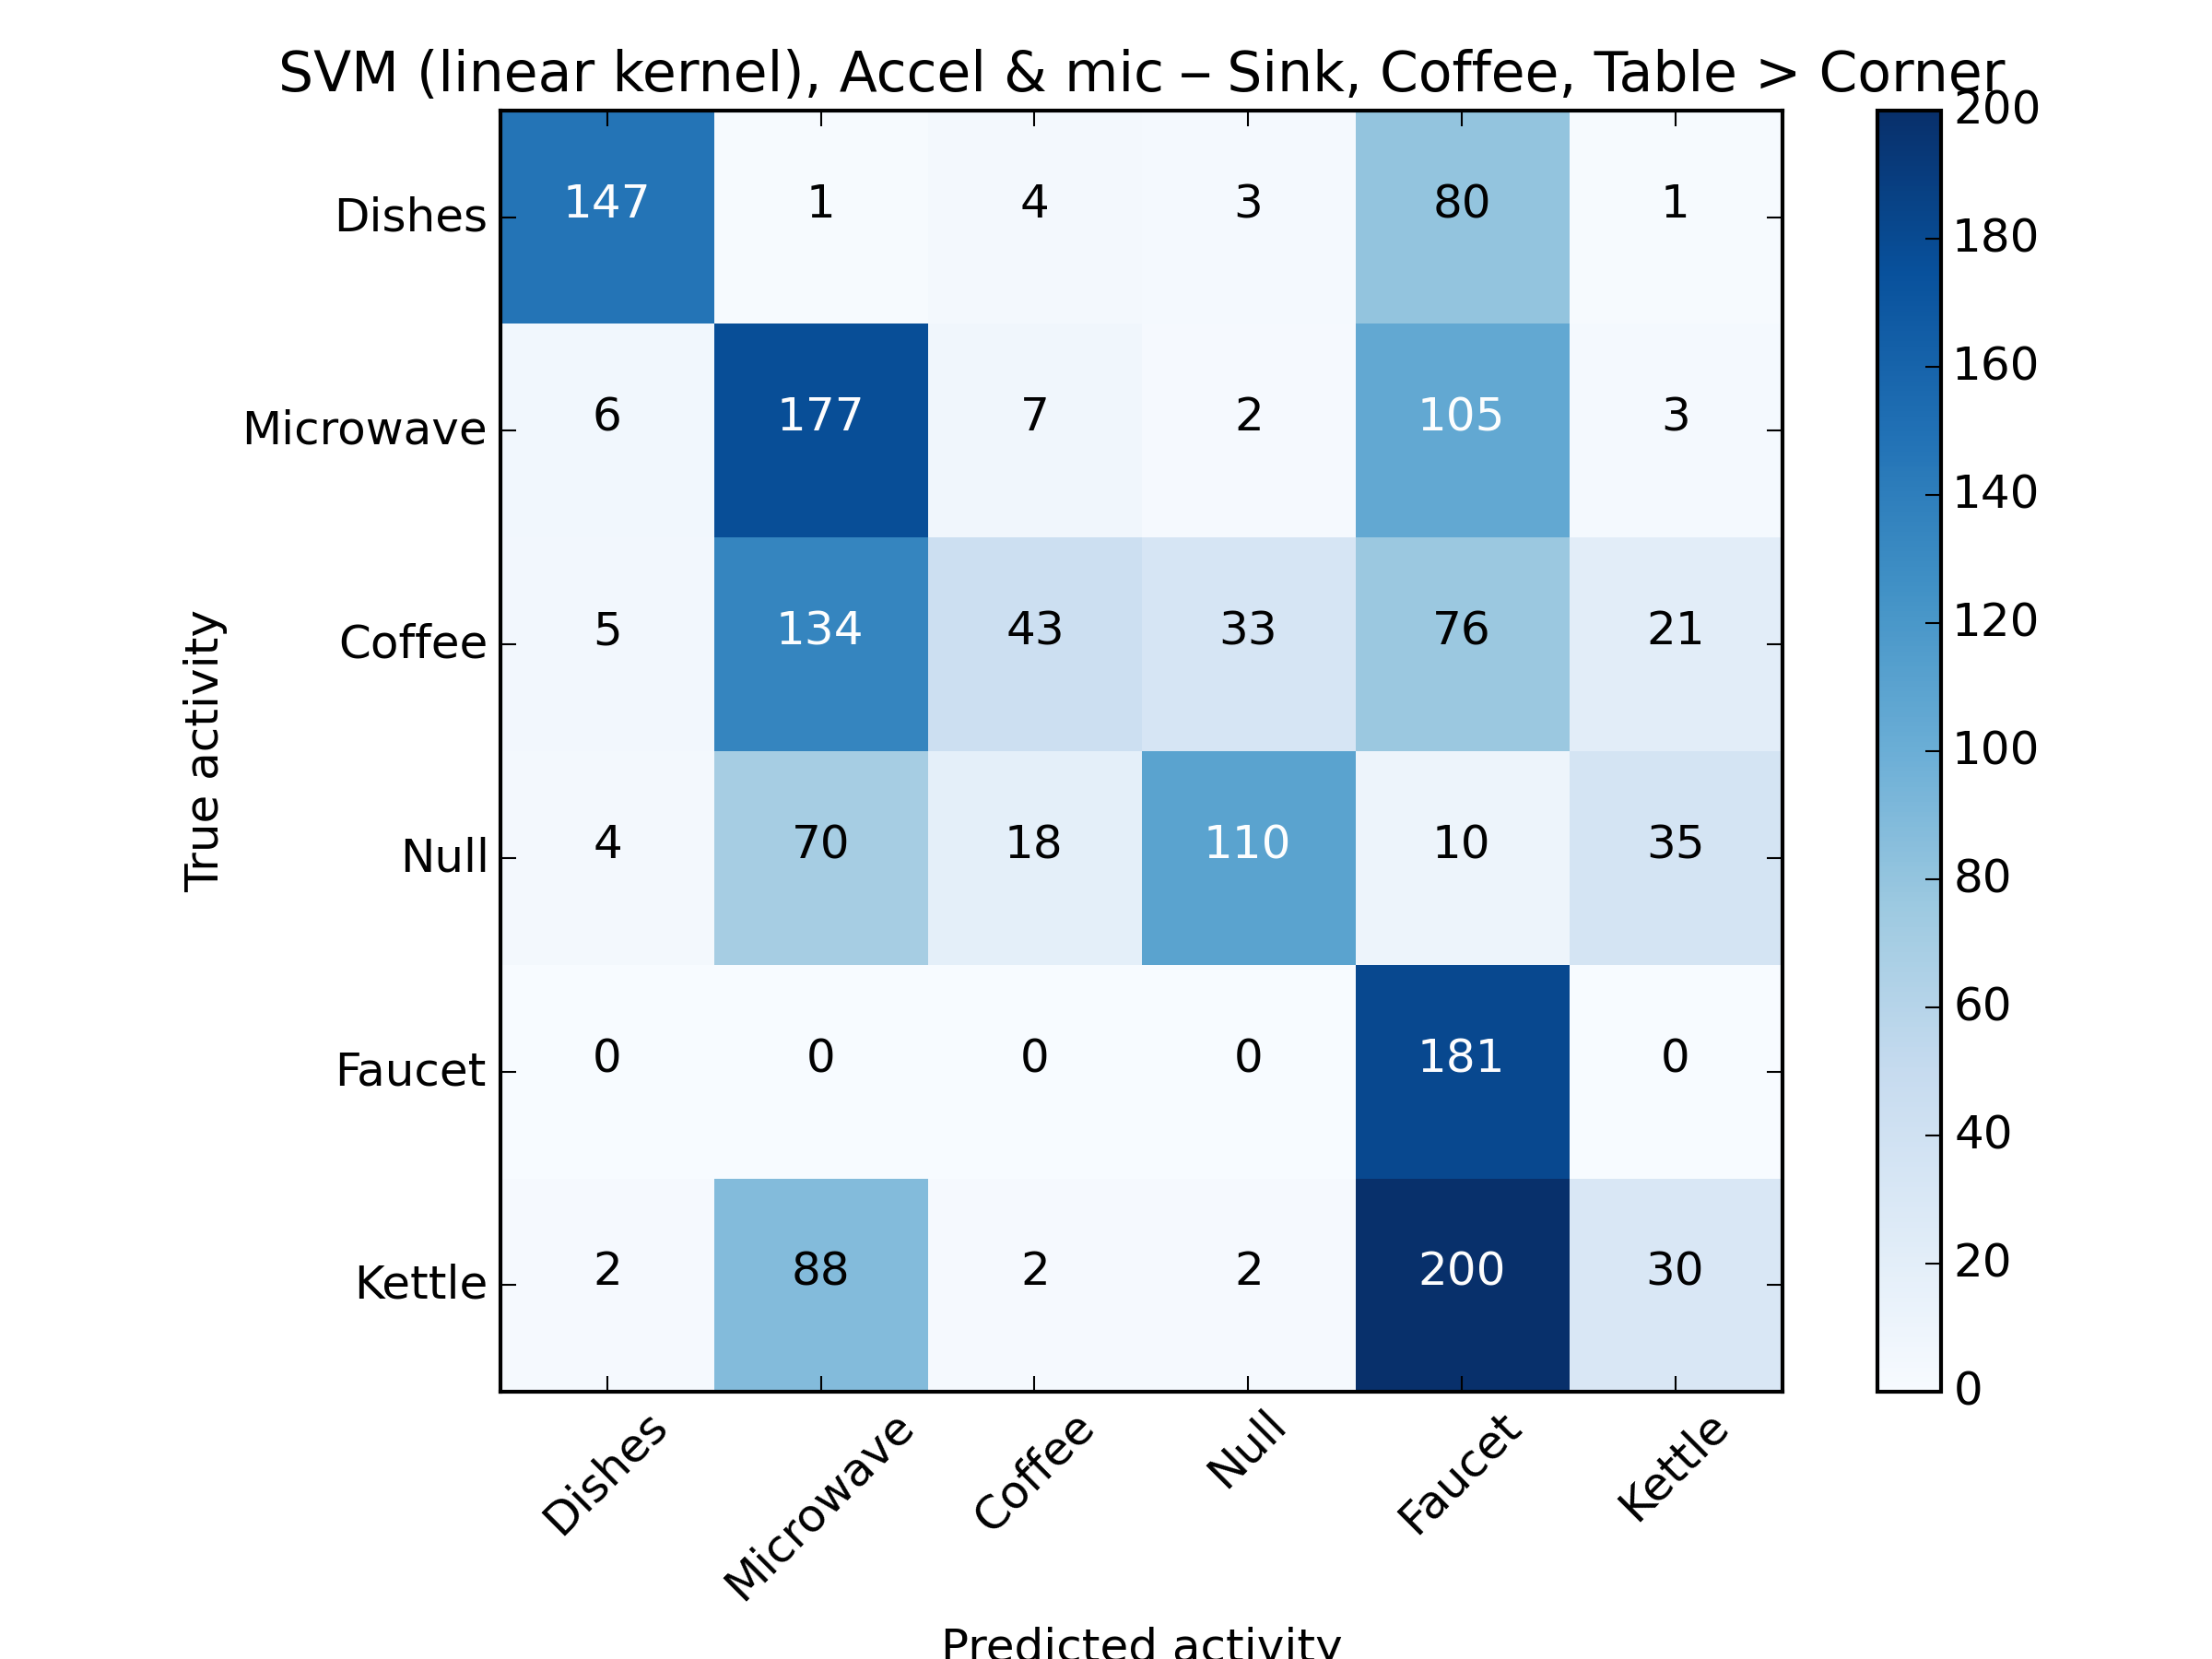 SVM (linear kernel), Accel & mic – Sink, Coffee, Table > Corner
200
Dishes 147 1 4 3 80 1
180
160
Microwave 6 177 7 2 105 3
140
120
Coffee 5 134 43 33 76 21
100
True activity
Null 4 70 18 110 10 35
80
60
Faucet 0 0 0 0 181 0
40
20
Kettle 2 88 2 2 200 30
0
Dishes Microwave Coffee Null Faucet Kettle
Predicted activity